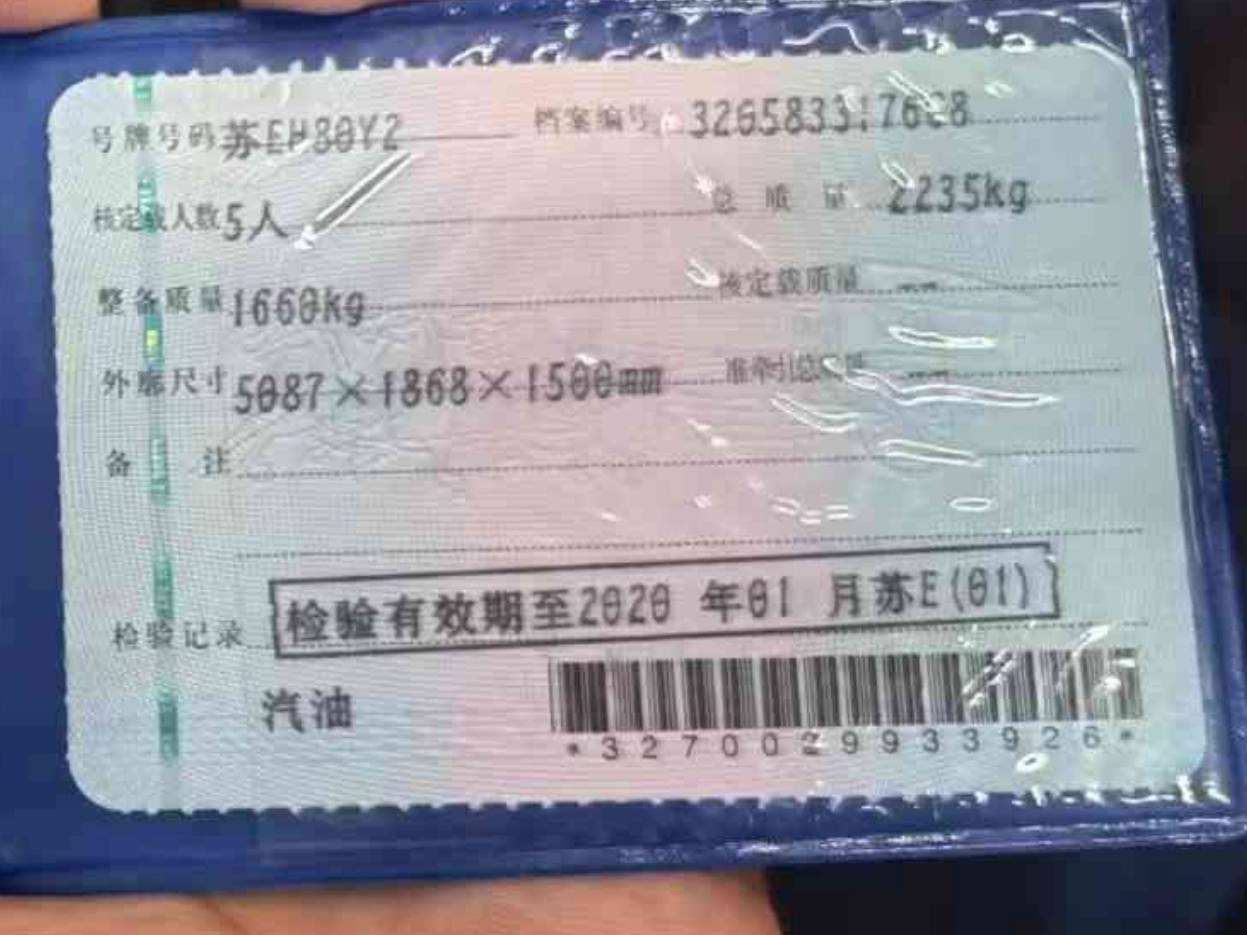 号牌号码 苏EH80Y2 档案编号 320583317668
核定载人数 5人 总质量 2235kg
整备质量 1660kg 核定载质量 --
外廓尺寸 5087×1868×1500mm 准牵引总质量 --
备注
检验记录 检验有效期至2020 年01 月苏E(01)
汽油
*3270029933926*